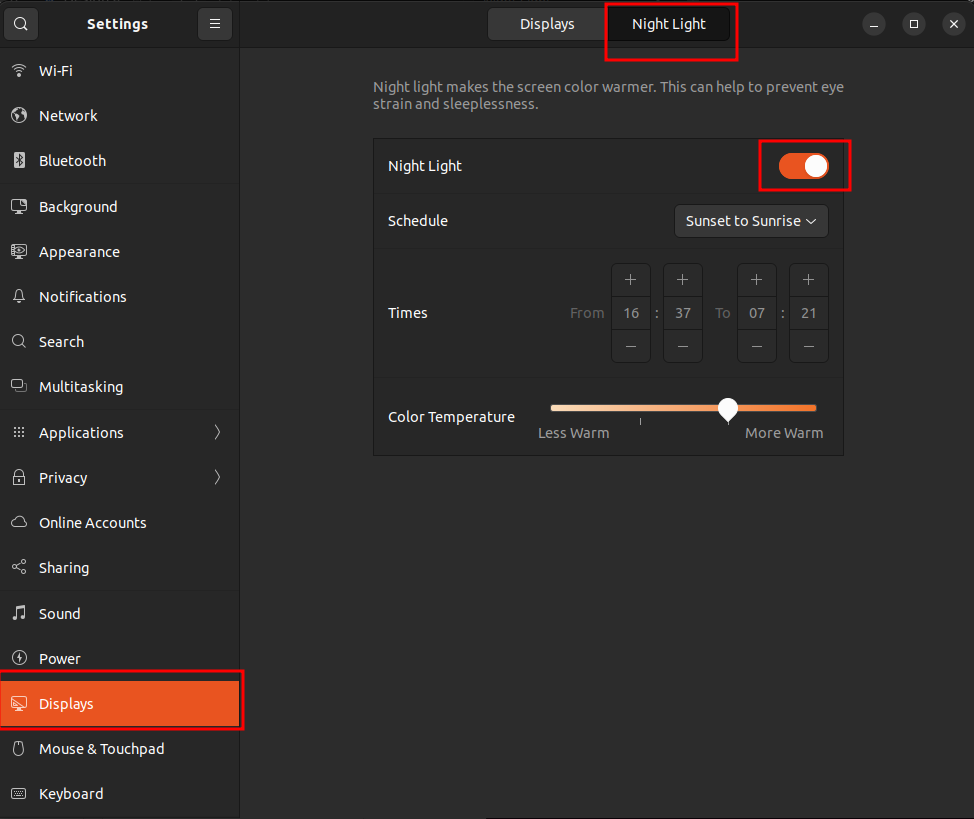 Settings
Displays
Night Light
Wi-Fi
Network
Bluetooth
Background
Appearance
Notifications
Search
Multitasking
Applications
Privacy
Online Accounts
Sharing
Sound
Power
Displays
Mouse & Touchpad
Keyboard
Night light makes the screen color warmer. This can help to prevent eye
strain and sleeplessness.
Night Light
Schedule
Sunset to Sunrise
Times
From 16 : 37 To 07 : 21
Color Temperature
Less Warm
More Warm